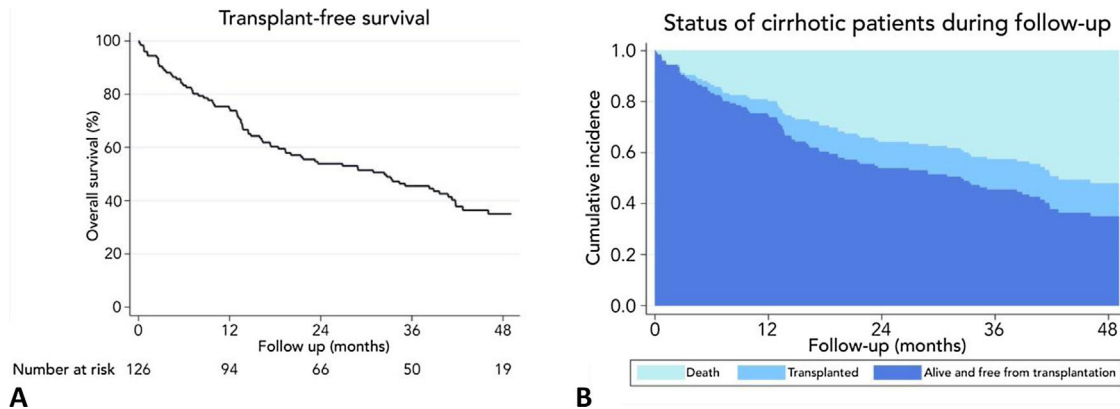 Transplant-free survival
100
80
60
40
20
0
Overall survival (%)
0 12 24 36 48
Follow up (months)
Number at risk 126 94 66 50 19
A
Status of cirrhotic patients during follow-up
1.0
0.8
0.6
0.4
0.2
0.0
Cumulative incidence
0 12 24 36 48
Follow-up (months)
Death Transplanted Alive and free from transplantation
B